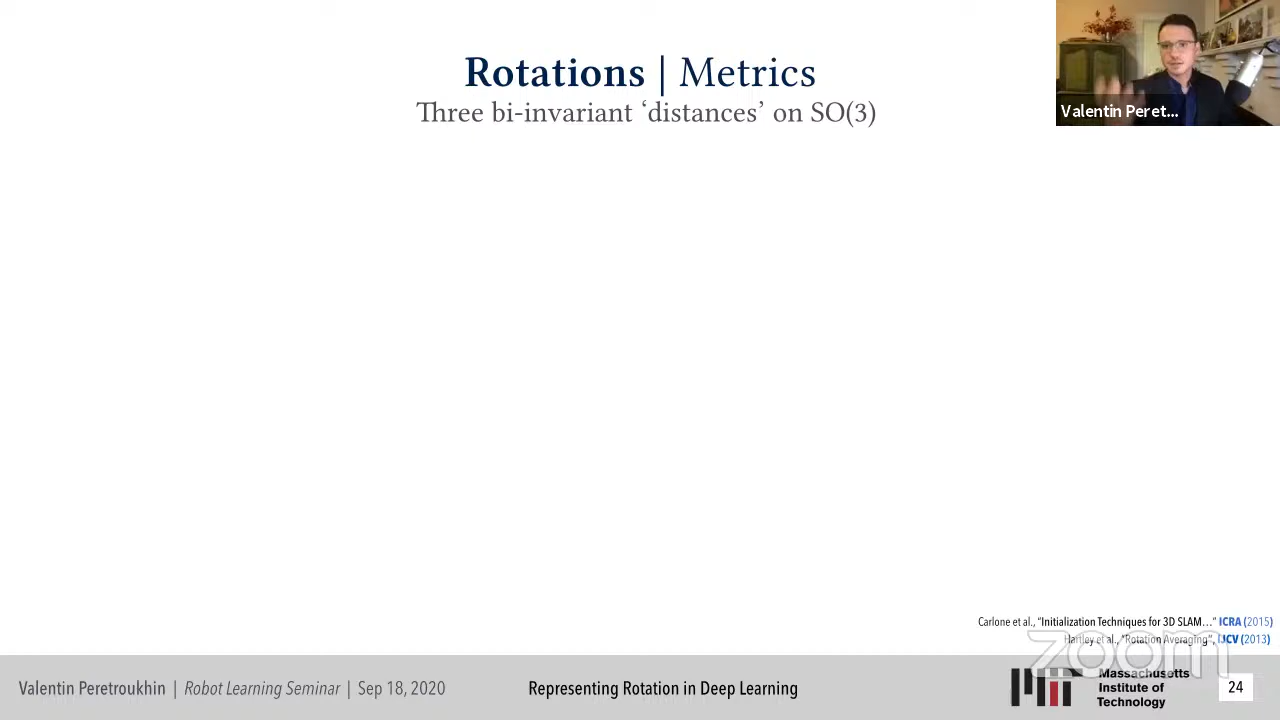 Rotations | Metrics
Three bi-invariant ‘distances’ on SO(3)
Valentin Peret...
Carlone et al., “Initialization Techniques for 3D SLAM...” ICRA (2015)
Hartley et al., “Rotation Averaging”, IJCV (2013)
zoom
Valentin Peretroukhin | Robot Learning Seminar | Sep 18, 2020
Representing Rotation in Deep Learning
Massachusetts
Institute of
Technology
24